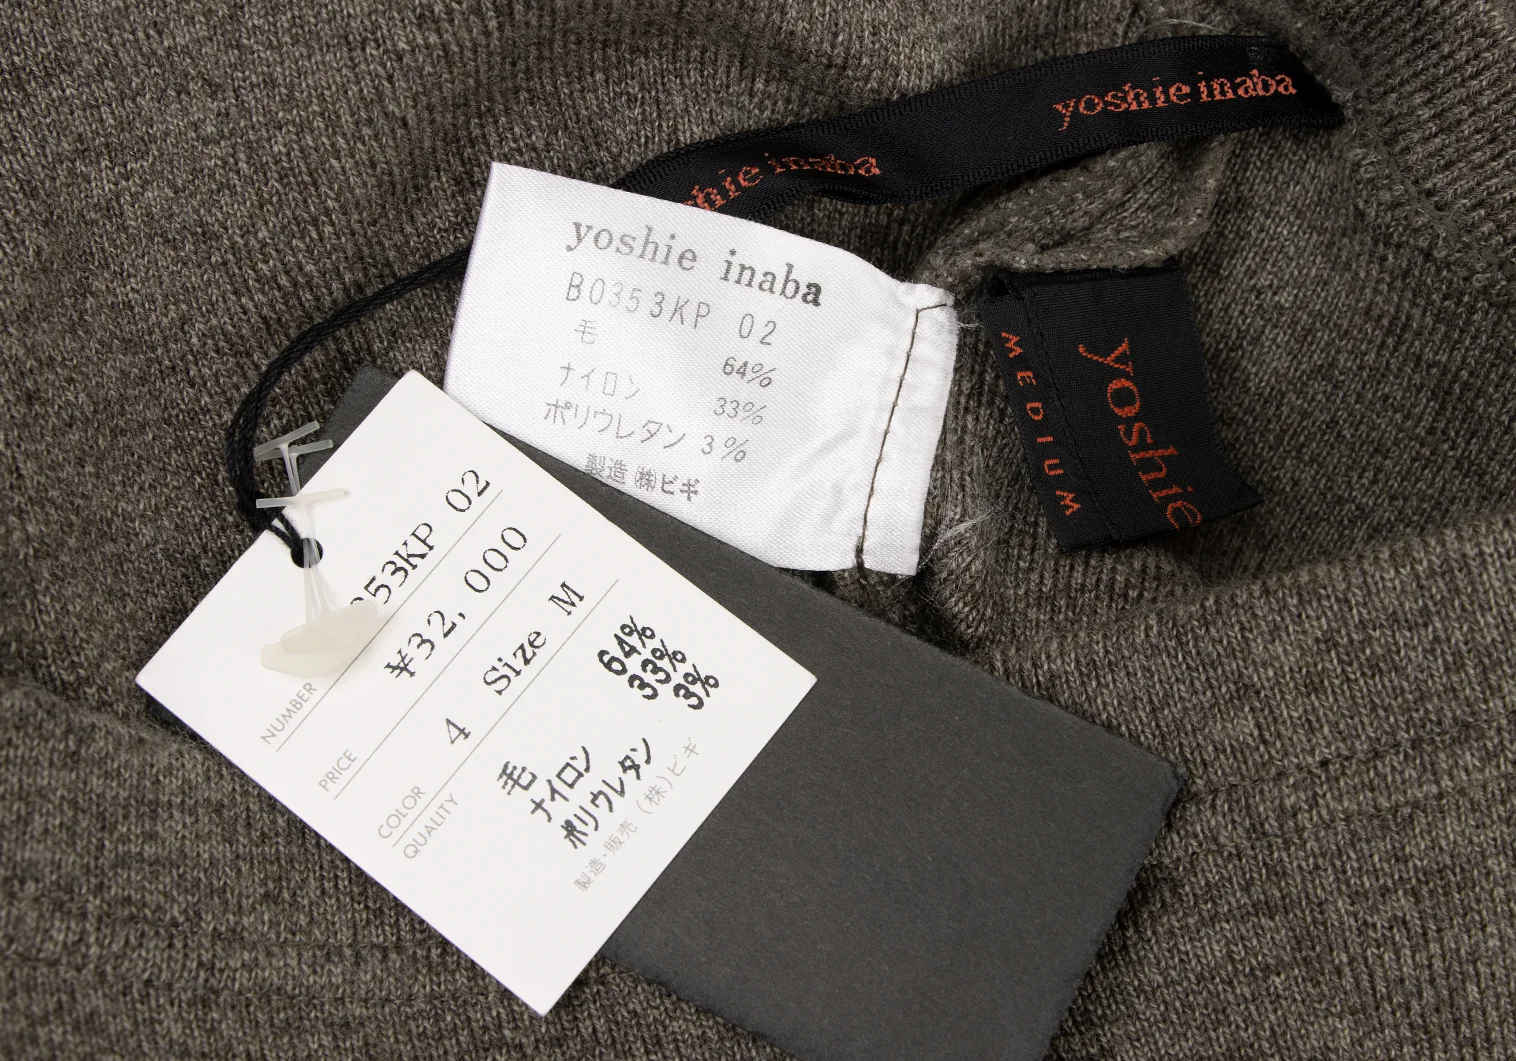 yoshie inaba
hie inaba
yoshie inaba
B0353KP 02
毛 64%
ナイロン 33%
ポリウレタン 3%
製造 ㈱ビギ
yoshie
MEDIUM
NUMBER 353KP 02
PRICE ¥32,000
COLOR 4 Size M
QUALITY
毛 64%
ナイロン 33%
ポリウレタン 3%
製造・販売 (株)ビギ